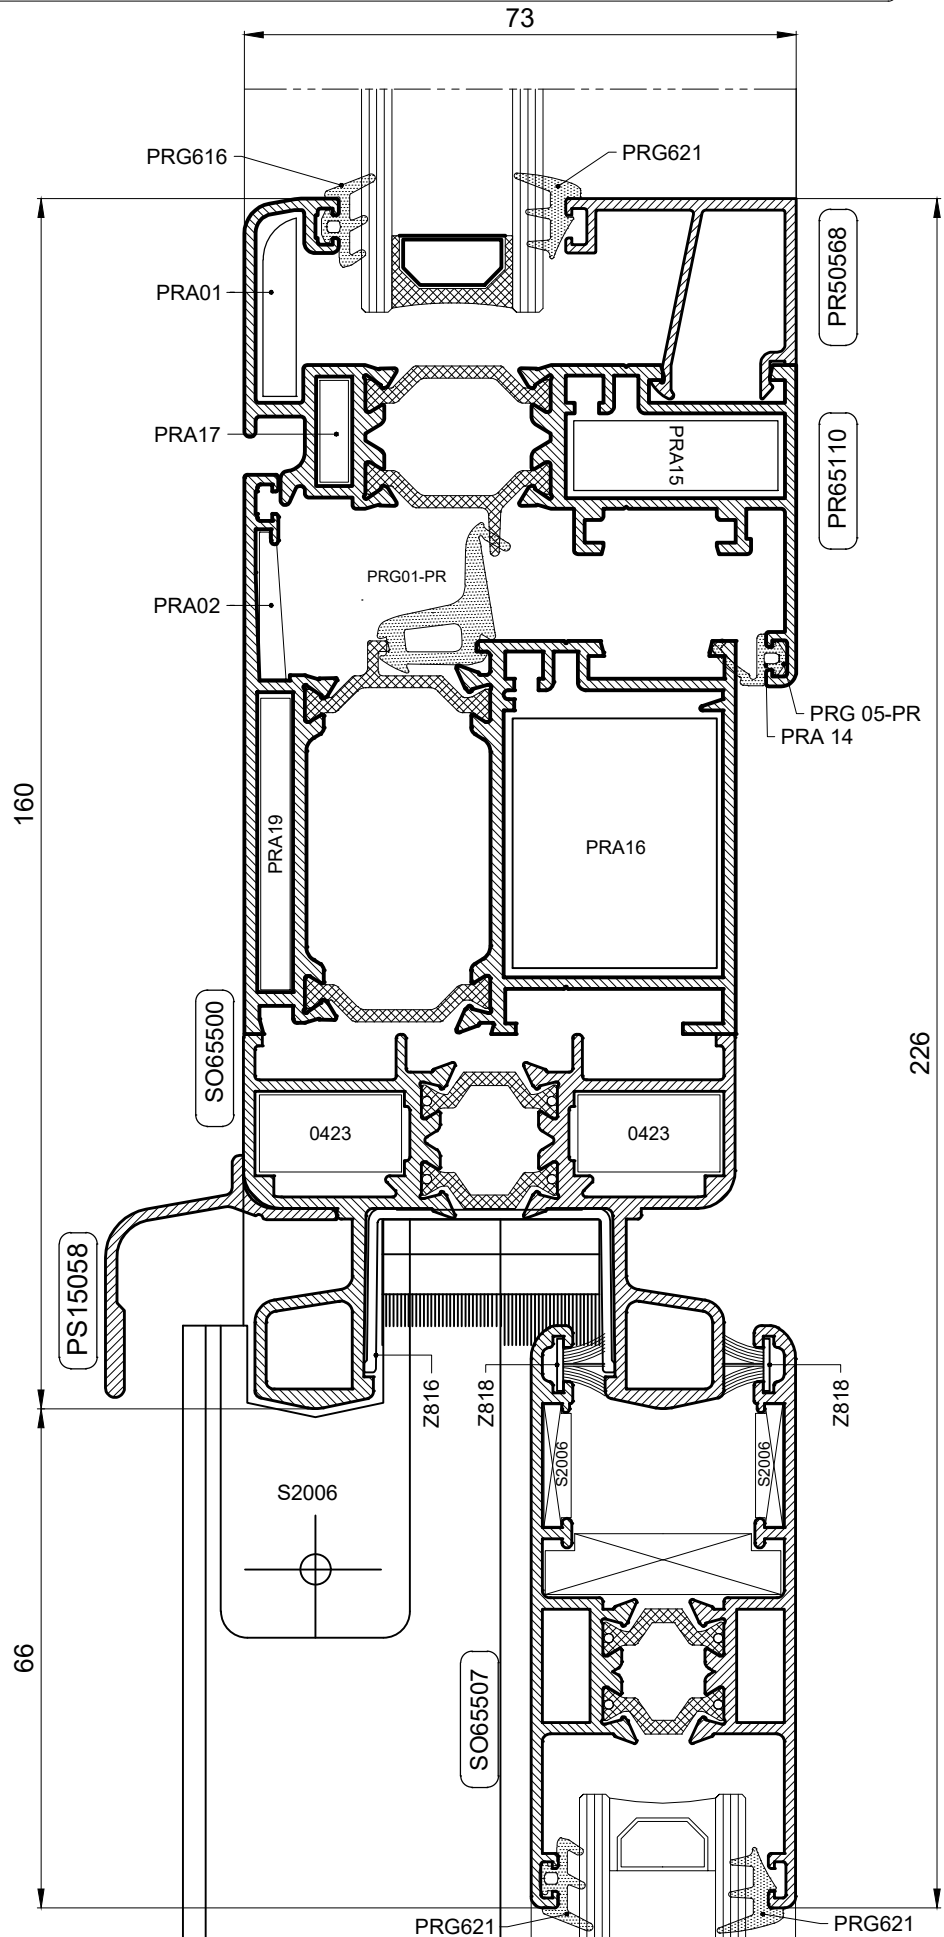 73
PRG616
PRG621
PRA01
PR50568
PRA17
PRA15
PR65110
PRG01-PR
PRA02
PRG 05-PR
PRA 14
160
PRA19
PRA16
SO65500
226
0423
0423
PS15058
Z816
Z818
Z818
S2006
S2006
S2006
66
SO65507
PRG621
PRG621